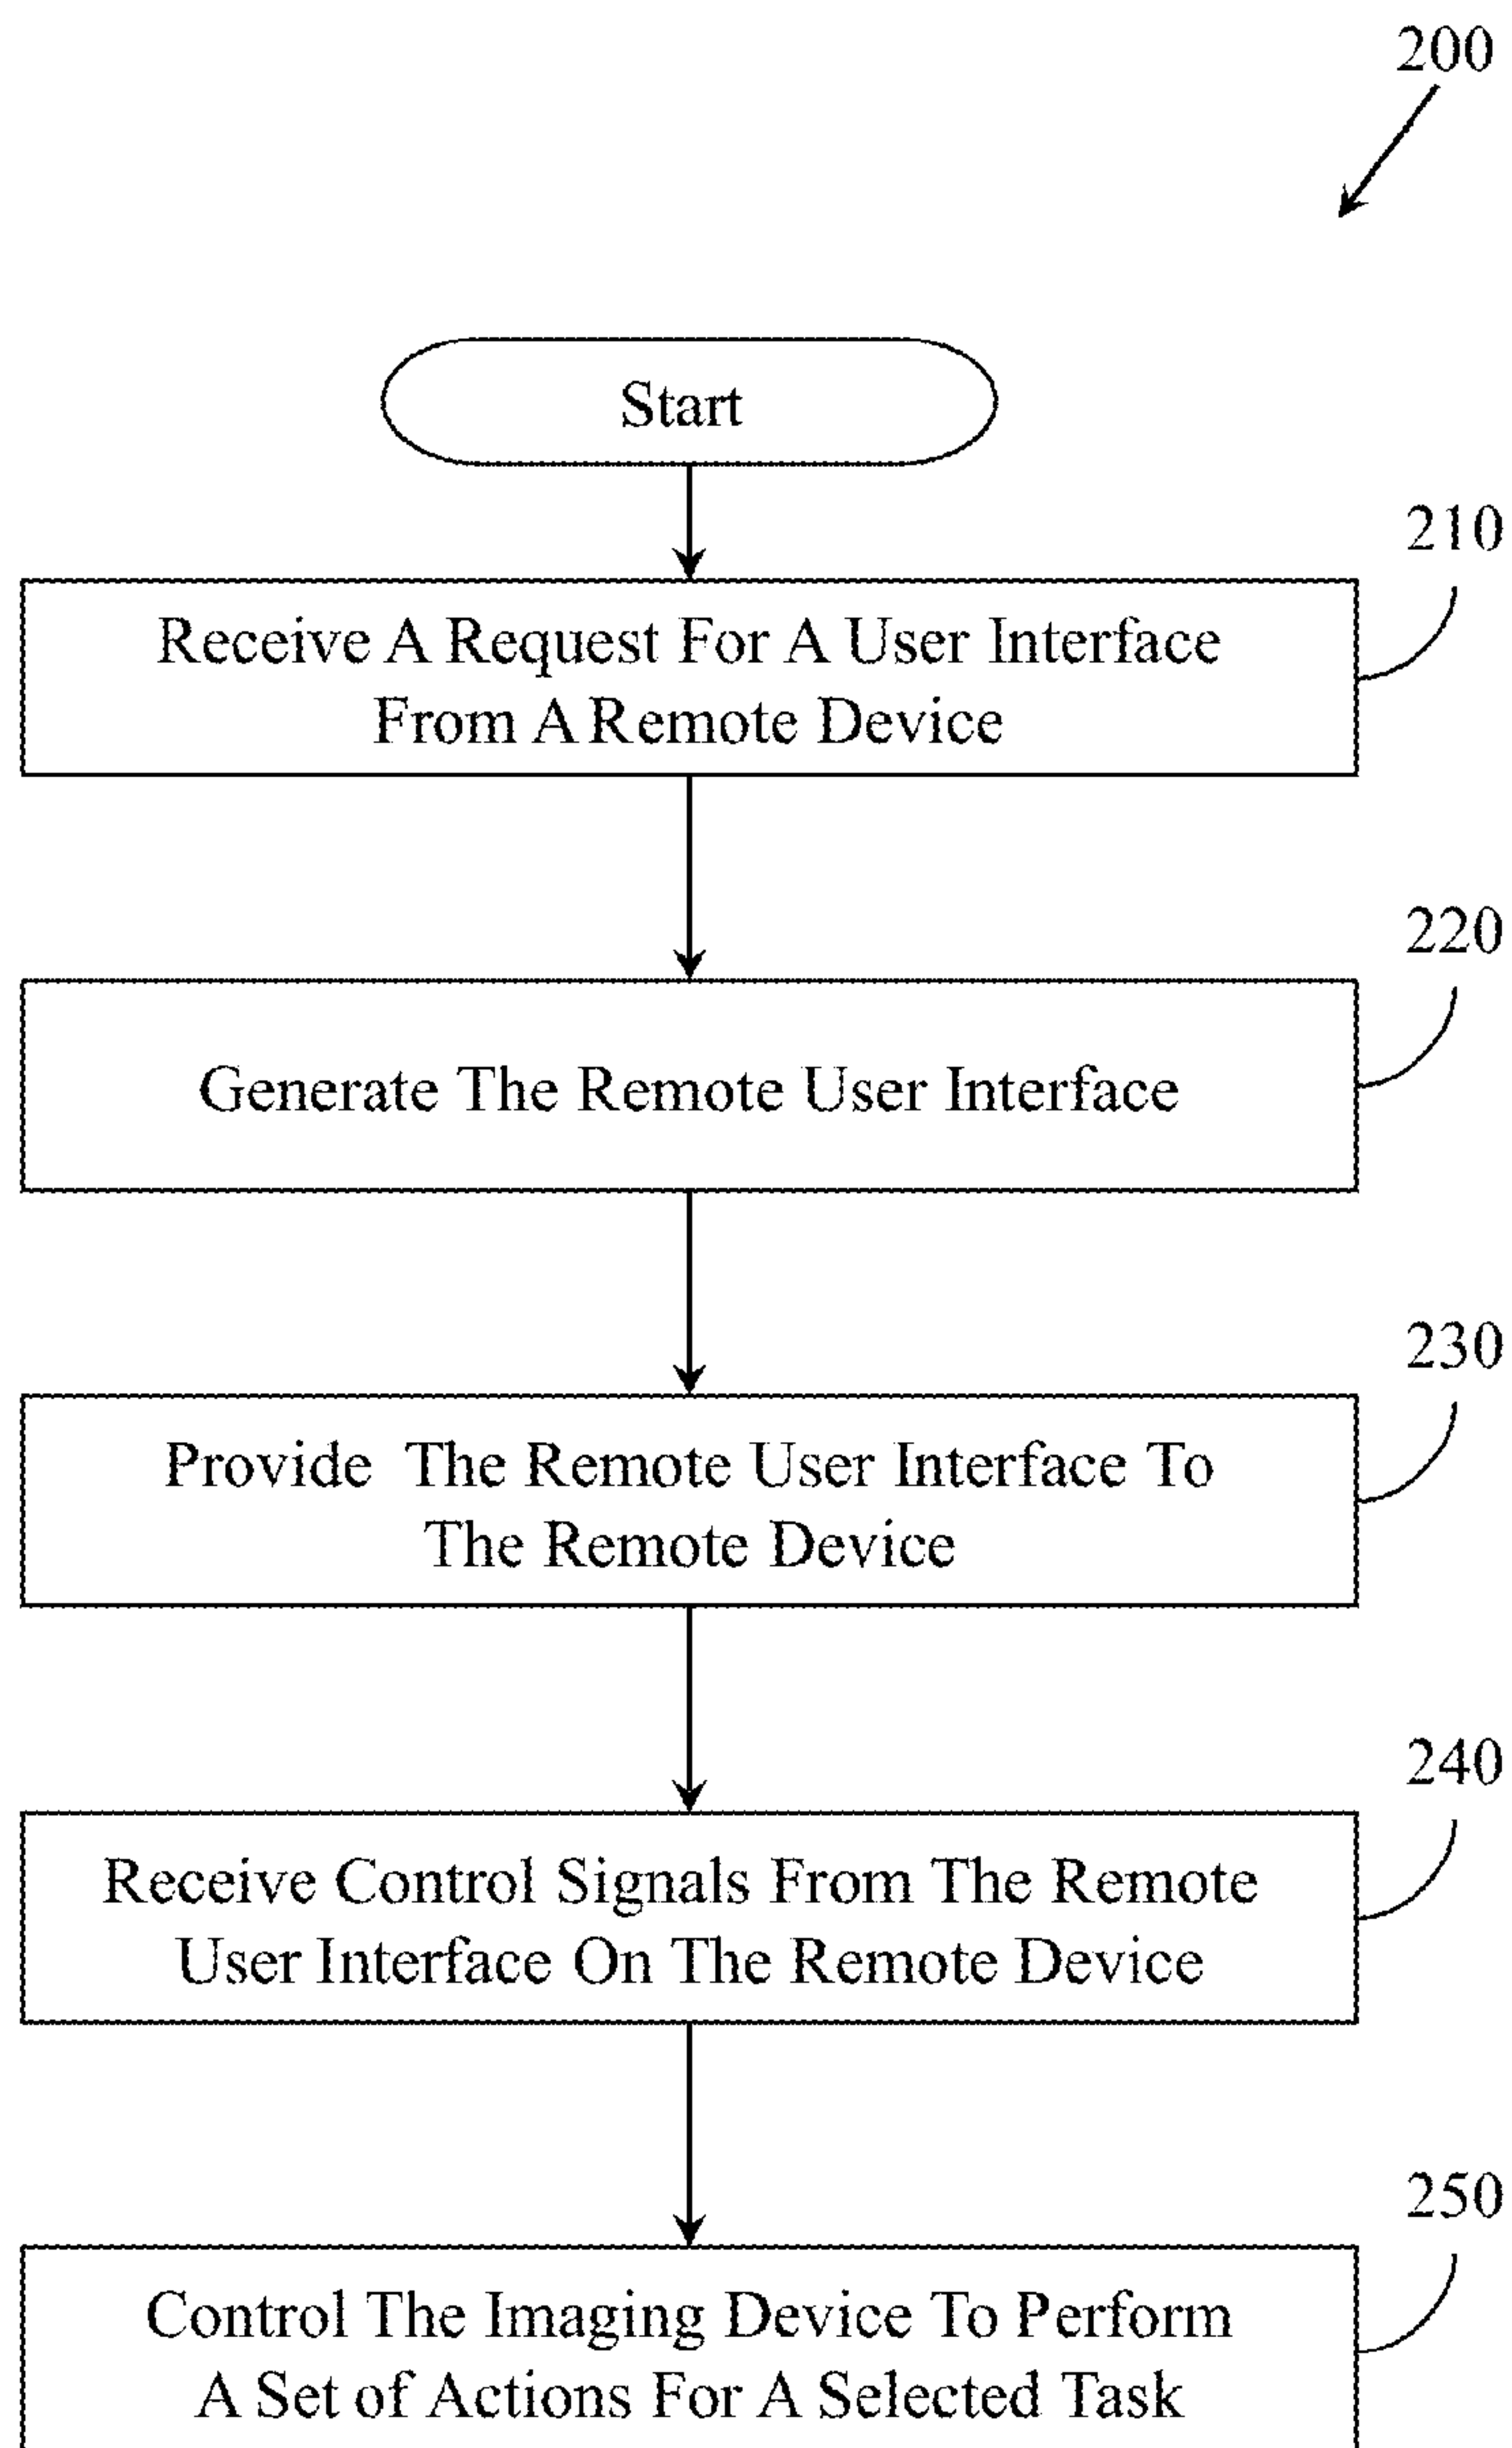 200
Start
210
Receive A Request For A User Interface
From A Remote Device
220
Generate The Remote User Interface
230
Provide The Remote User Interface To
The Remote Device
240
Receive Control Signals From The Remote
User Interface On The Remote Device
250
Control The Imaging Device To Perform
A Set of Actions For A Selected Task